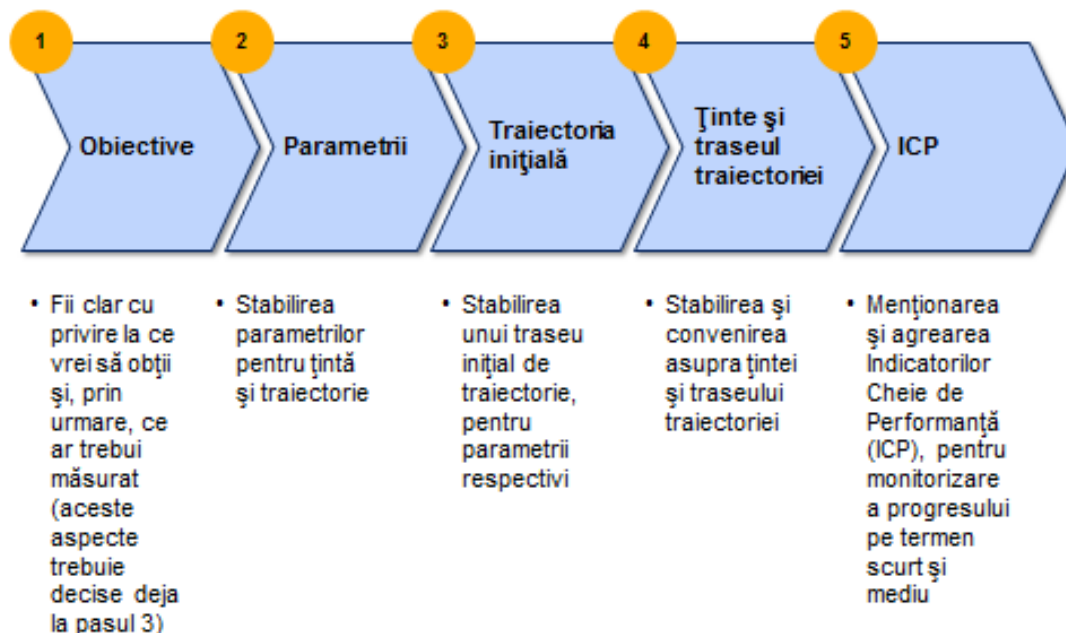 1
2
3
4
5
Obiective
Parametrii
Traiectoria
iniţială
Ţinte şi
traseul
traiectoriei
ICP
• Fii clar cu
privire la ce
vrei să obţii
şi, prin
urmare, ce
ar trebui
măsurat
(aceste
aspecte
trebuie
decise deja
la pasul 3)
• Stabilirea
parametrilor
pentru ţintă
şi traiectorie
• Stabilirea
unui traseu
iniţial de
traiectorie,
pentru
parametrii
respectivi
• Stabilirea şi
convenirea
asupra ţintei
şi traseului
traiectoriei
• Menţionarea
şi agrearea
Indicatorilor
Cheie de
Performanţă
(ICP), pentru
monitorizare
a progresului
pe termen
scurt şi
mediu